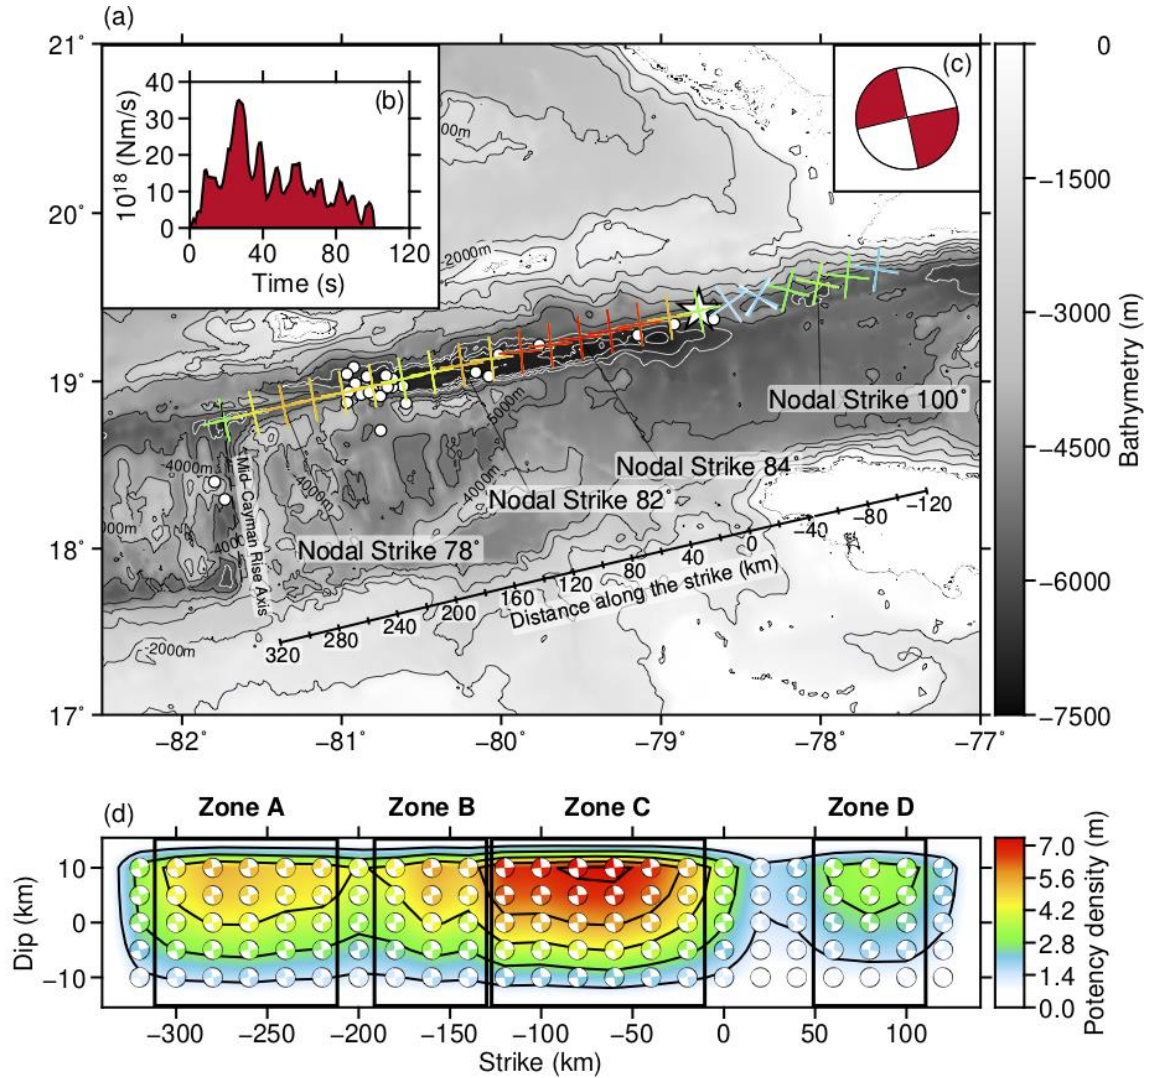 (a)
21˚
20˚
19˚
18˚
17˚
−82˚
−81˚
−80˚
−79˚
−78˚
−77˚
(b)
40
30
20
10
0
10¹⁸ (Nm/s)
0
40
80
120
Time (s)
(c)
-2000m
Nodal Strike 100˚
Nodal Strike 84˚
Nodal Strike 82˚
Nodal Strike 78˚
-5000m
-4000m
-4000m
-4000m
-2000m
Mid-Cayman Rise Axis
320
280
240
200
160
120
80
40
0
−40
−80
−120
Distance along the strike (km)
0
−1500
−3000
−4500
−6000
−7500
Bathymetry (m)
(d)
Zone A
Zone B
Zone C
Zone D
10
0
−10
Dip (km)
−300
−250
−200
−150
−100
−50
0
50
100
Strike (km)
7.0
5.6
4.2
2.8
1.4
0.0
Potency density (m)